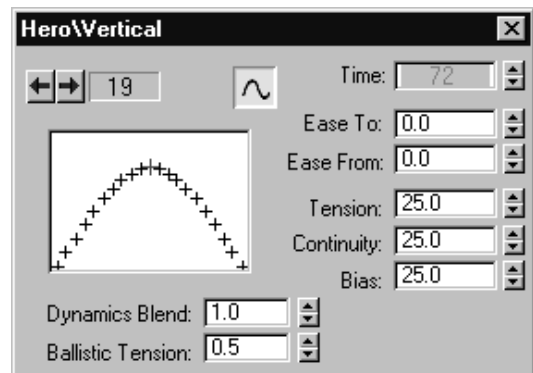 Hero\Vertical
19
Time: 72
Ease To: 0.0
Ease From: 0.0
Tension: 25.0
Continuity: 25.0
Bias: 25.0
Dynamics Blend: 1.0
Ballistic Tension: 0.5